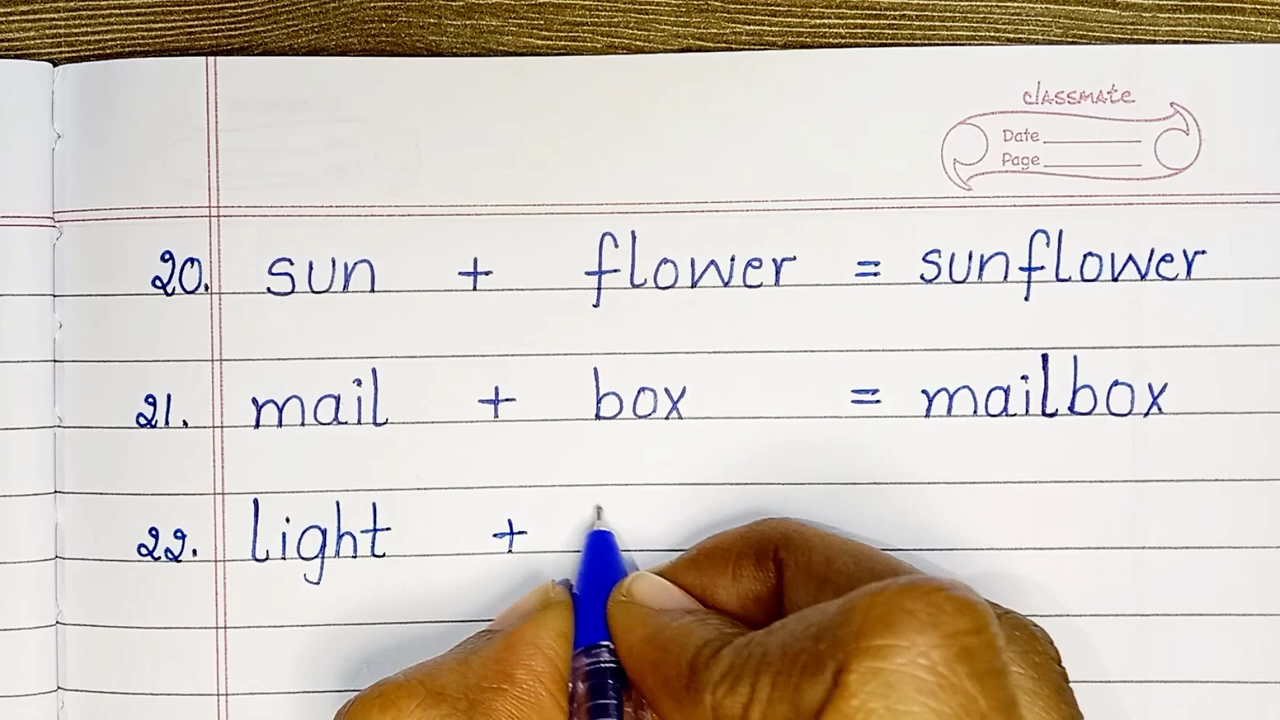 classmate
Date
Page
20. sun + flower = sunflower
21. mail + box = mailbox
22. light +